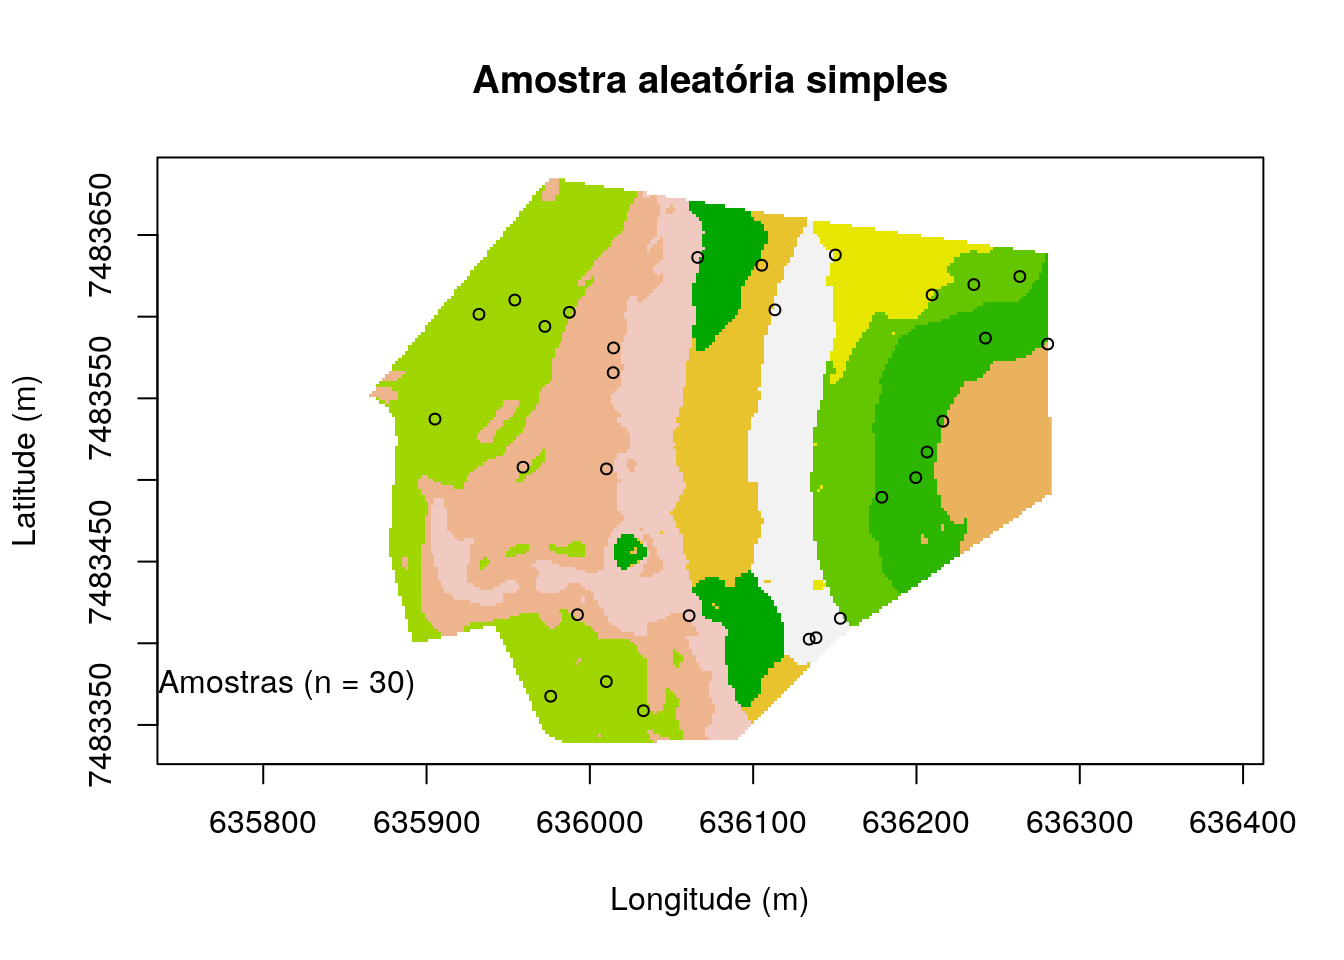 Amostra aleatória simples
Latitude (m)
7483650
7483550
7483450
7483350
Amostras (n = 30)
635800 635900 636000 636100 636200 636300 636400
Longitude (m)